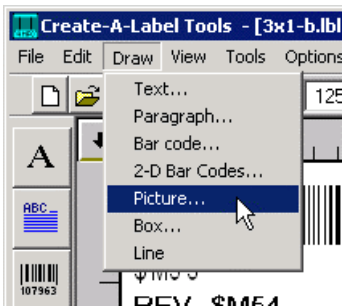 Create-A-Label Tools - [3x1-b.lbl
File Edit Draw View Tools Options
125
Text...
Paragraph...
Bar code...
2-D Bar Codes...
Picture...
Box...
Line
A
ABC
107963
REV $M54